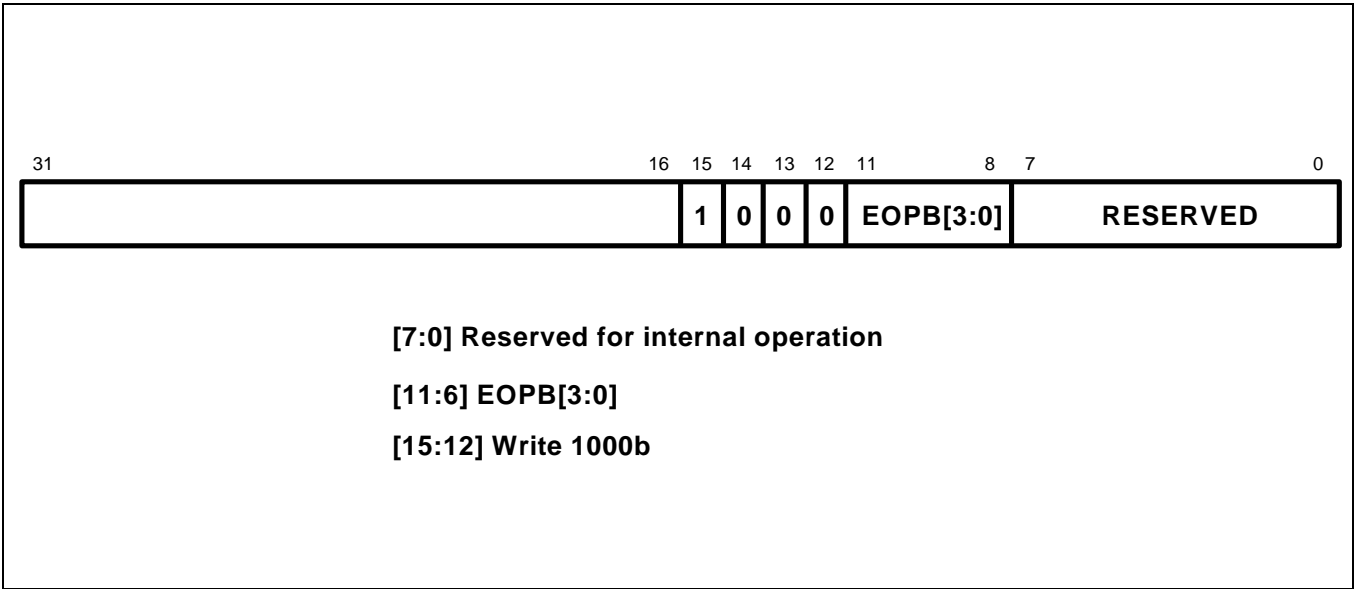 31 16 15 14 13 12 11 8 7 0
1 0 0 0 EOPB[3:0] RESERVED
[7:0] Reserved for internal operation
[11:6] EOPB[3:0]
[15:12] Write 1000b